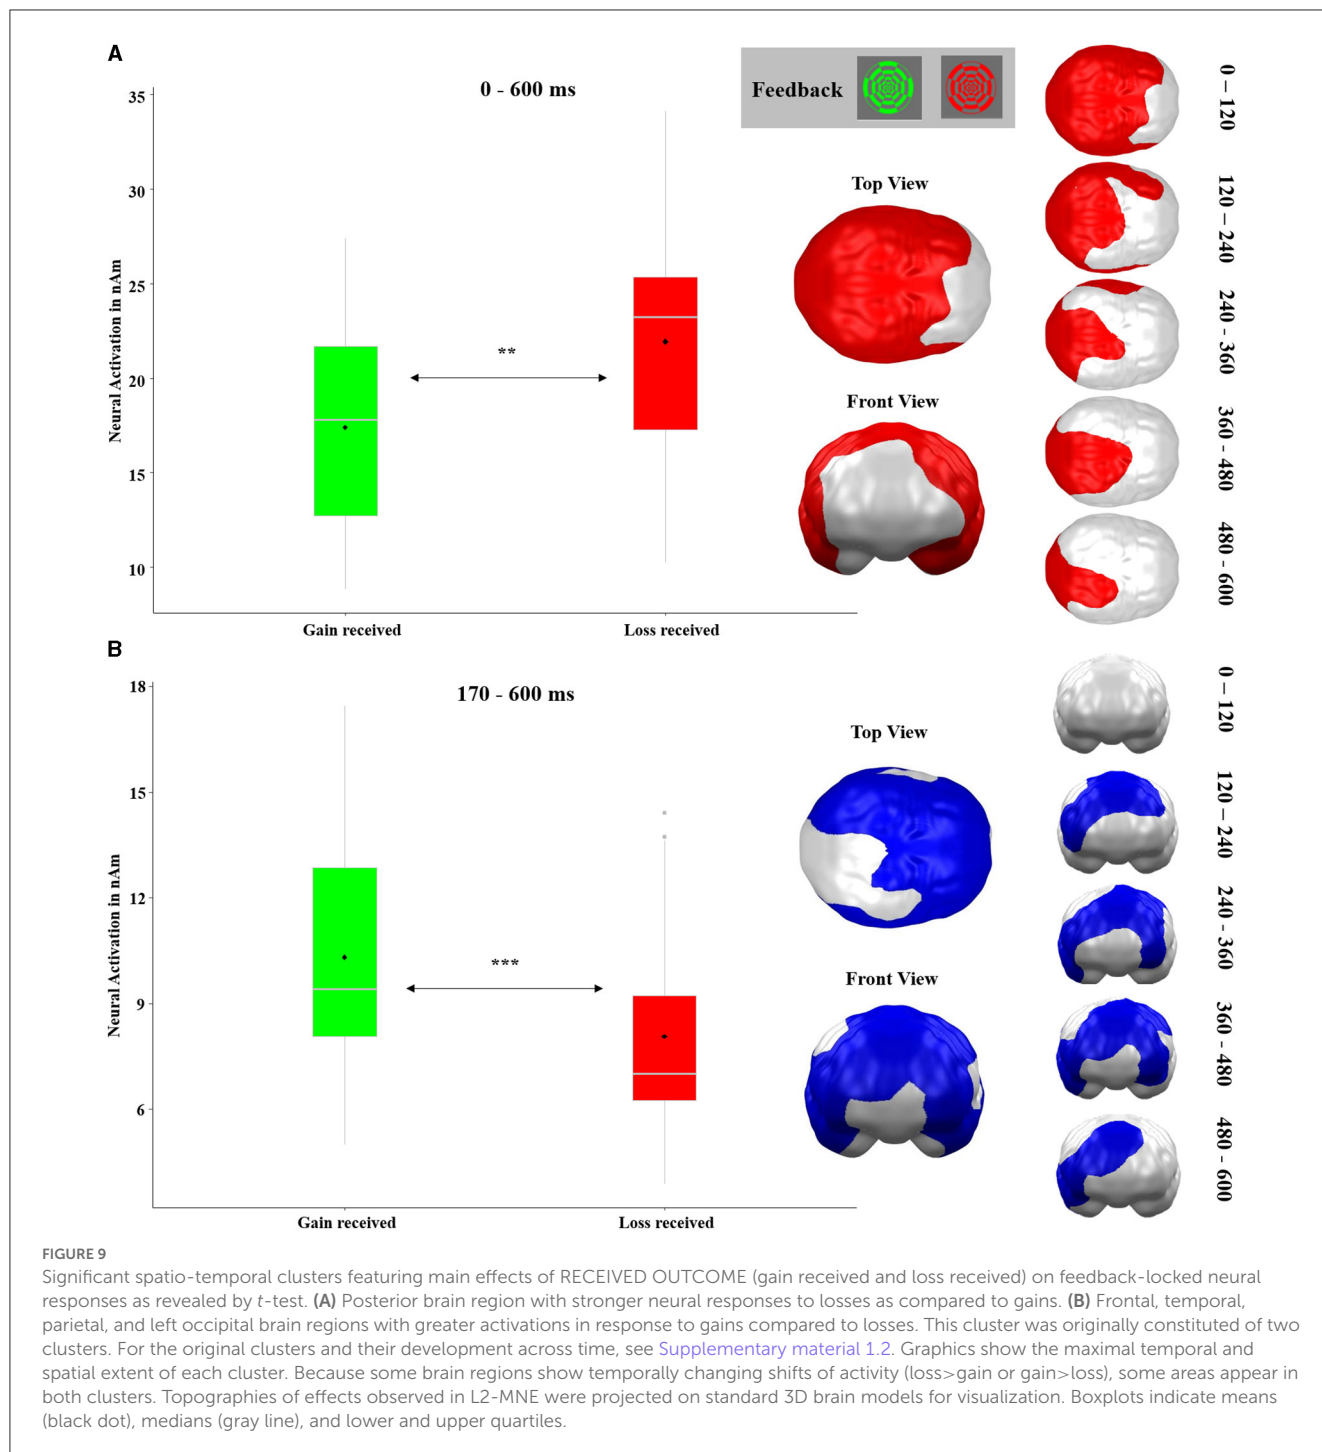 A
0 - 600 ms
Feedback
35
30
25
20
15
10
Neural Activation in nAm
**
Gain received
Loss received
Top View
Front View
0 – 120
120 – 240
240 - 360
360 - 480
480 - 600
B
170 - 600 ms
18
15
12
9
6
Neural Activation in nAm
***
Gain received
Loss received
Top View
Front View
0 – 120
120 – 240
240 - 360
360 - 480
480 - 600
FIGURE 9
Significant spatio-temporal clusters featuring main effects of RECEIVED OUTCOME (gain received and loss received) on feedback-locked neural
responses as revealed by t-test. (A) Posterior brain region with stronger neural responses to losses as compared to gains. (B) Frontal, temporal,
parietal, and left occipital brain regions with greater activations in response to gains compared to losses. This cluster was originally constituted of two
clusters. For the original clusters and their development across time, see Supplementary material 1.2. Graphics show the maximal temporal and
spatial extent of each cluster. Because some brain regions show temporally changing shifts of activity (loss>gain or gain>loss), some areas appear in
both clusters. Topographies of effects observed in L2-MNE were projected on standard 3D brain models for visualization. Boxplots indicate means
(black dot), medians (gray line), and lower and upper quartiles.